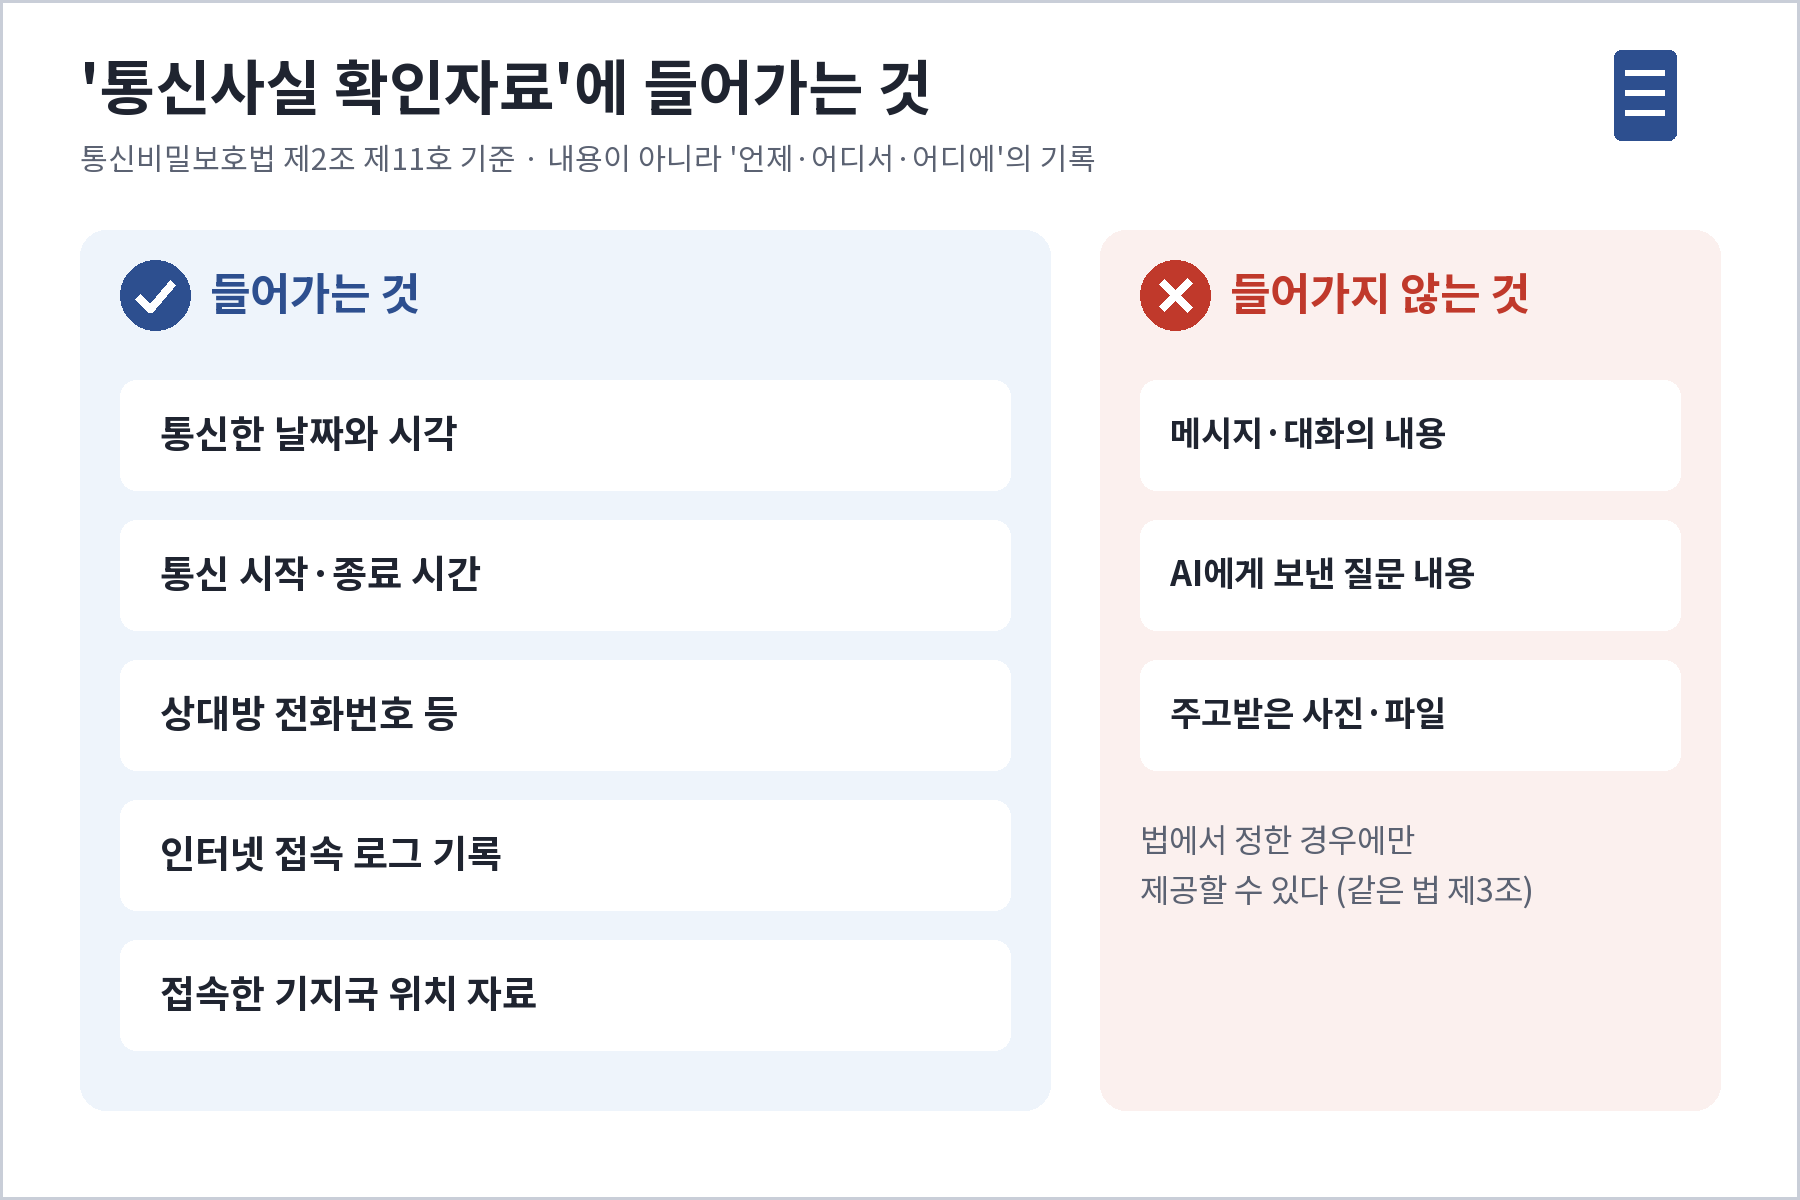 '통신사실 확인자료'에 들어가는 것
통신비밀보호법 제2조 제11호 기준 · 내용이 아니라 '언제·어디서·어디에'의 기록
들어가는 것
통신한 날짜와 시각
통신 시작·종료 시간
상대방 전화번호 등
인터넷 접속 로그 기록
접속한 기지국 위치 자료
들어가지 않는 것
메시지·대화의 내용
AI에게 보낸 질문 내용
주고받은 사진·파일
법에서 정한 경우에만
제공할 수 있다 (같은 법 제3조)